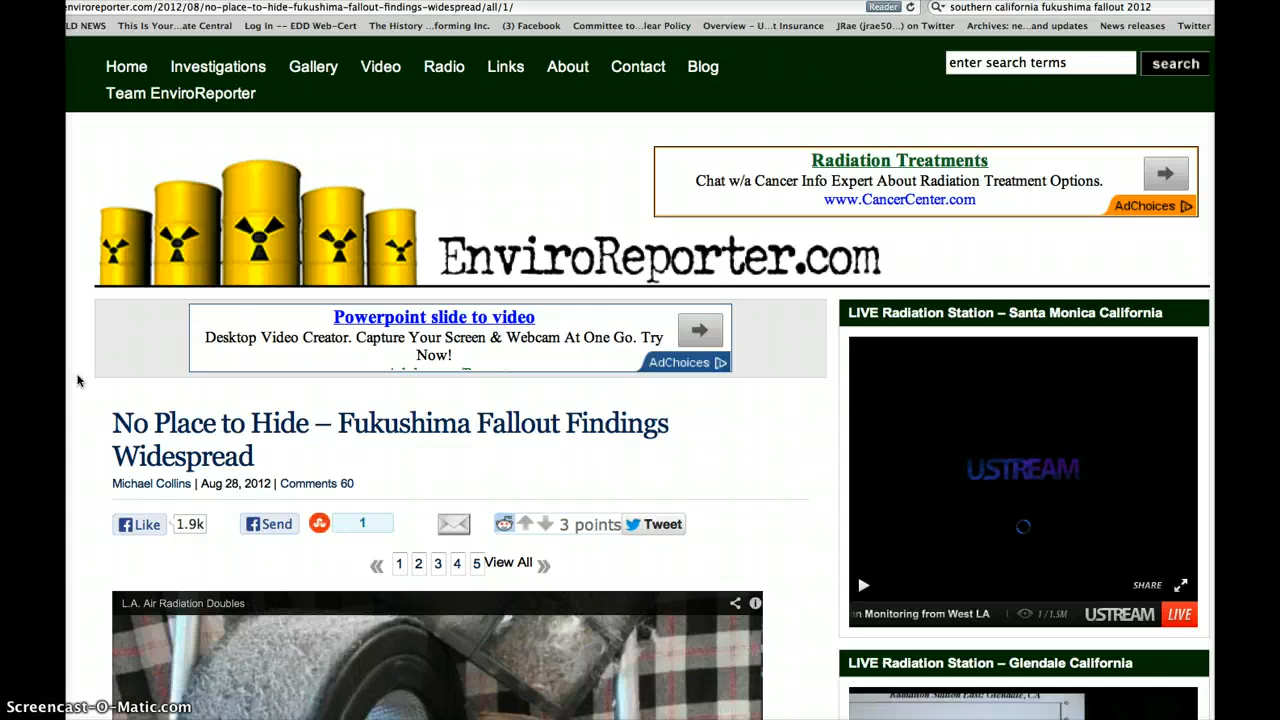 enviroreporter.com/2012/08/no-place-to-hide-fukushima-fallout-findings-widespread/all/1/
Reader
southern california fukushima fallout 2012
LD NEWS
This Is Your...ate Central
Log In -- EDD Web-Cert
The History ...forming Inc.
(3) Facebook
Committee to...lear Policy
Overview – U...t Insurance
JRae (jrae50...) on Twitter
Archives: ne...and updates
News releases
Twitter
Home
Investigations
Gallery
Video
Radio
Links
About
Contact
Blog
enter search terms
search
Team EnviroReporter
Radiation Treatments
Chat w/a Cancer Info Expert About Radiation Treatment Options.
www.CancerCenter.com
AdChoices
EnviroReporter.com
Powerpoint slide to video
Desktop Video Creator. Capture Your Screen & Webcam At One Go. Try
Now!
AdChoices
LIVE Radiation Station – Santa Monica California
USTREAM
SHARE
n Monitoring from West LA
1 / 1.5M
USTREAM
LIVE
No Place to Hide – Fukushima Fallout Findings
Widespread
Michael Collins | Aug 28, 2012 | Comments 60
Like
1.9k
Send
1
3 points
Tweet
« 1 2 3 4 5 View All »
L.A. Air Radiation Doubles
LIVE Radiation Station – Glendale California
Radiation Station East: Glendale, CA
Screencast-O-Matic.com